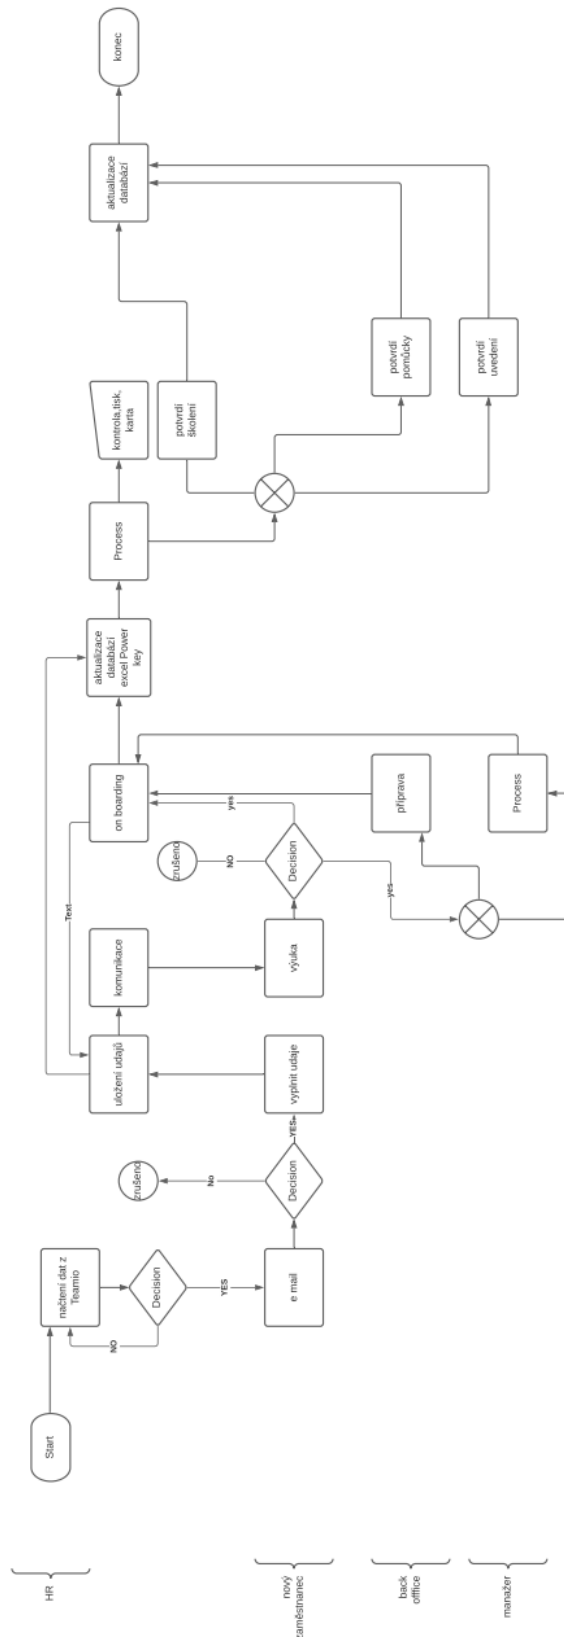 HR
nový
zaměstnanec
back
offfice
manažer
Start
načtení dat z
Teamio
NO
Decision
YES
e mail
Decision
No
zrušeno
YES
vyplnit udaje
uložení udajů
Text
komunikace
výuka
Decision
NO
zrušeno
yes
yes
příprava
Process
on boarding
aktualizace
databází
excel Power
key
Process
kontrola,tisk,
karta
potvrdí
školení
potvrdí
pomůcky
potvrdí
uvedení
aktualizace
databází
konec